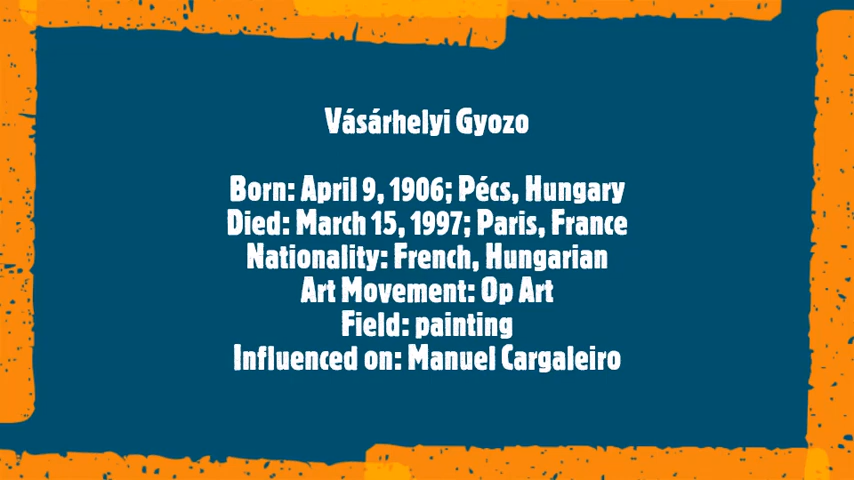 Vásárhelyi Gyozo
Born: April 9, 1906; Pécs, Hungary
Died: March 15, 1997; Paris, France
Nationality: French, Hungarian
Art Movement: Op Art
Field: painting
Influenced on: Manuel Cargaleiro